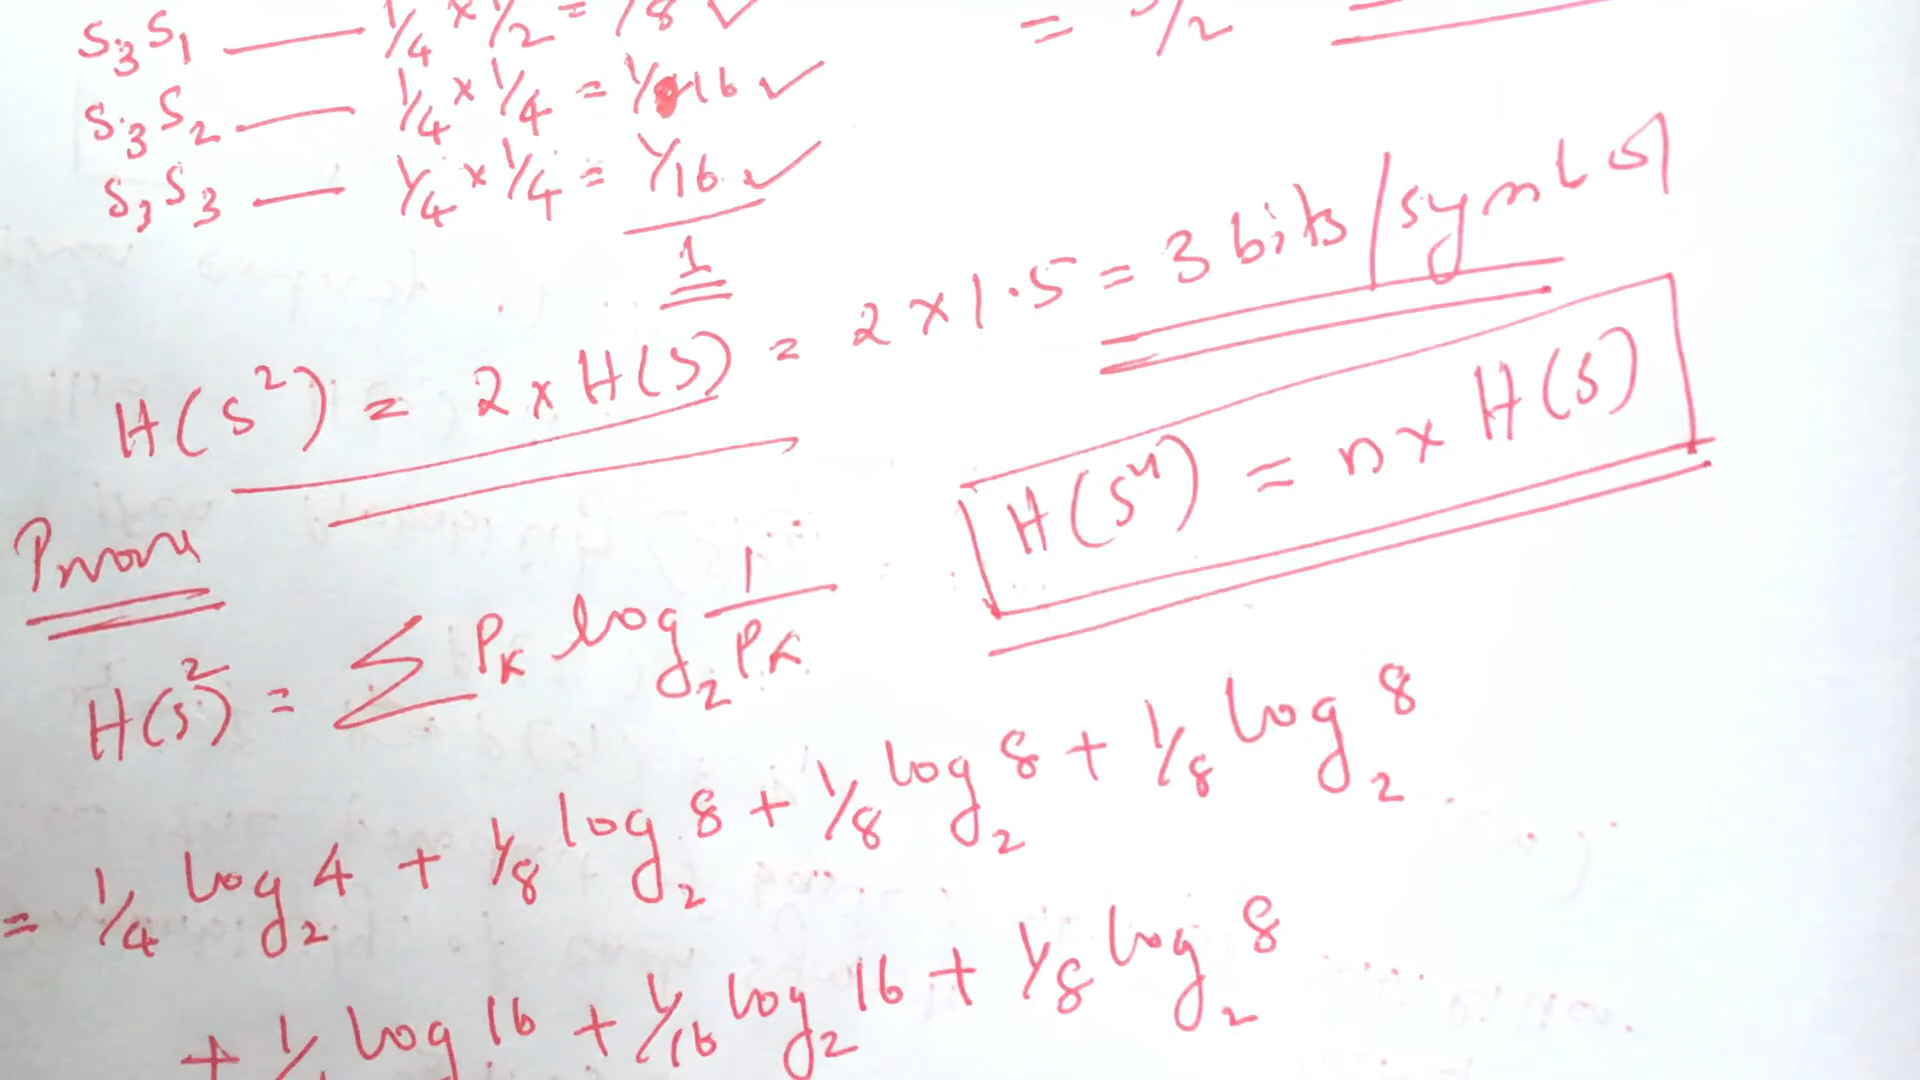 S₃S₁ — 1/4 × 1/2 = 1/8 ✓
= 3/2
S₃S₂ — 1/4 × 1/4 = 1/16 ✓
S₃S₃ — 1/4 × 1/4 = 1/16 ✓
1
H(S²) = 2 × H(S) = 2 × 1.5 = 3 bits/symbol
H(Sⁿ) = n × H(S)
Prove
H(S²) = Σ Pₖ log₂ 1/Pₖ
= 1/4 log₂ 4 + 1/8 log₂ 8 + 1/8 log₂ 8 + 1/8 log₂ 8
+ 1/ log 16 + 1/16 log₂ 16 + 1/8 log₂ 8